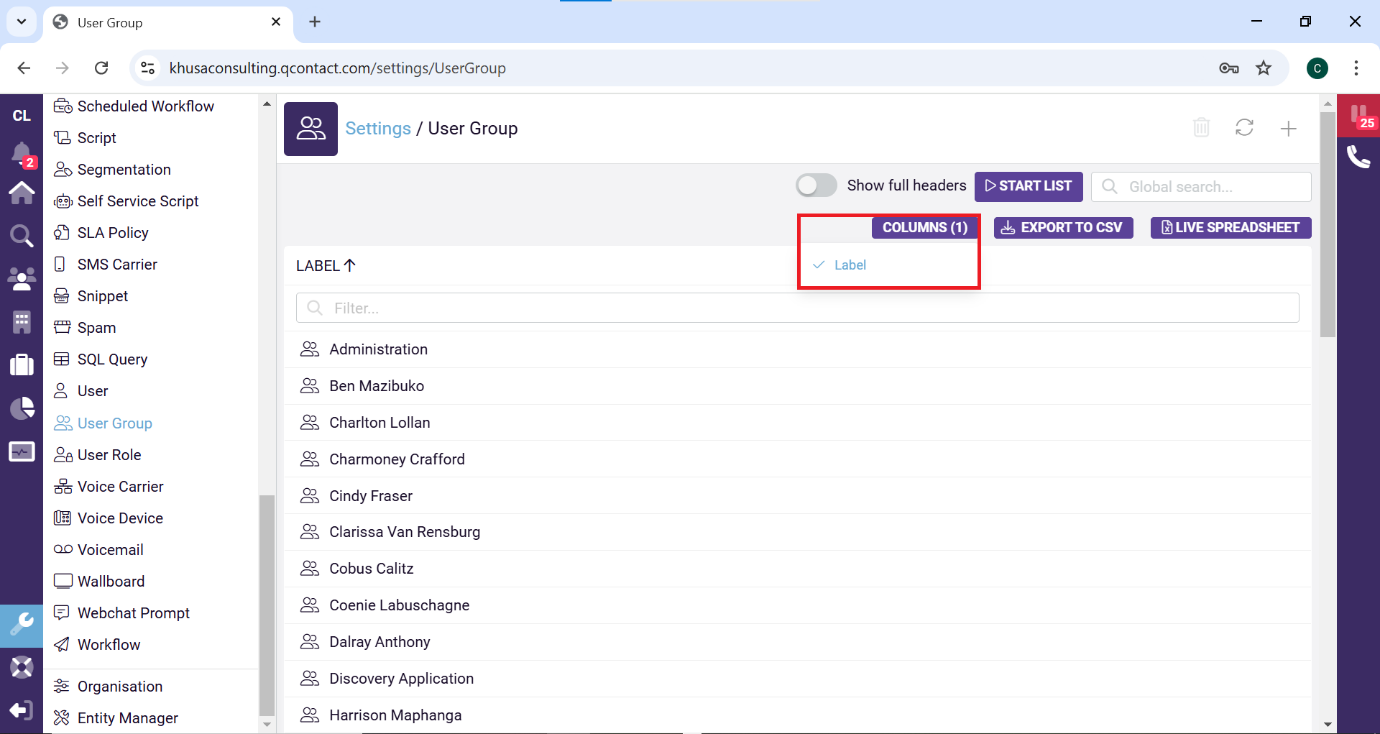 User Group
khusaconsulting.qcontact.com/settings/UserGroup
C
CL
2
Scheduled Workflow
Script
Segmentation
Self Service Script
SLA Policy
SMS Carrier
Snippet
Spam
SQL Query
User
User Group
User Role
Voice Carrier
Voice Device
Voicemail
Wallboard
Webchat Prompt
Workflow
Organisation
Entity Manager
Settings / User Group
25
Show full headers
START LIST
Global search...
COLUMNS (1)
EXPORT TO CSV
LIVE SPREADSHEET
LABEL
Label
Filter...
Administration
Ben Mazibuko
Charlton Lollan
Charmoney Crafford
Cindy Fraser
Clarissa Van Rensburg
Cobus Calitz
Coenie Labuschagne
Dalray Anthony
Discovery Application
Harrison Maphanga